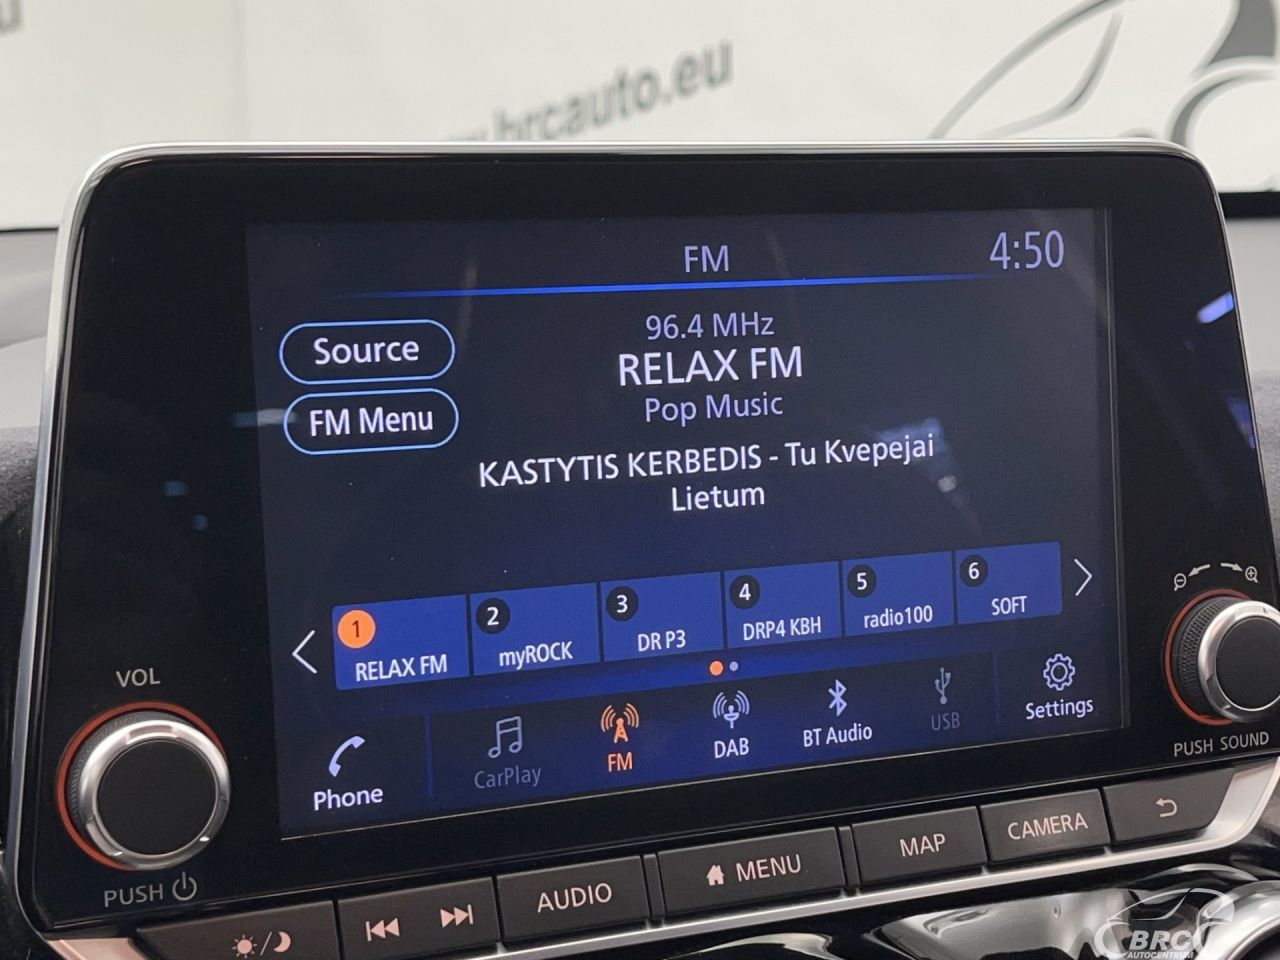 brcauto.eu
FM
4:50
96.4 MHz
Source
RELAX FM
FM Menu
Pop Music
KASTYTIS KERBEDIS - Tu Kvepejai
Lietum
1
2
3
4
5
6
RELAX FM
myROCK
DR P3
DRP4 KBH
radio100
SOFT
VOL
Phone
CarPlay
FM
DAB
BT Audio
USB
Settings
PUSH SOUND
PUSH
AUDIO
MENU
MAP
CAMERA
BRC
AUTOCENTRUM